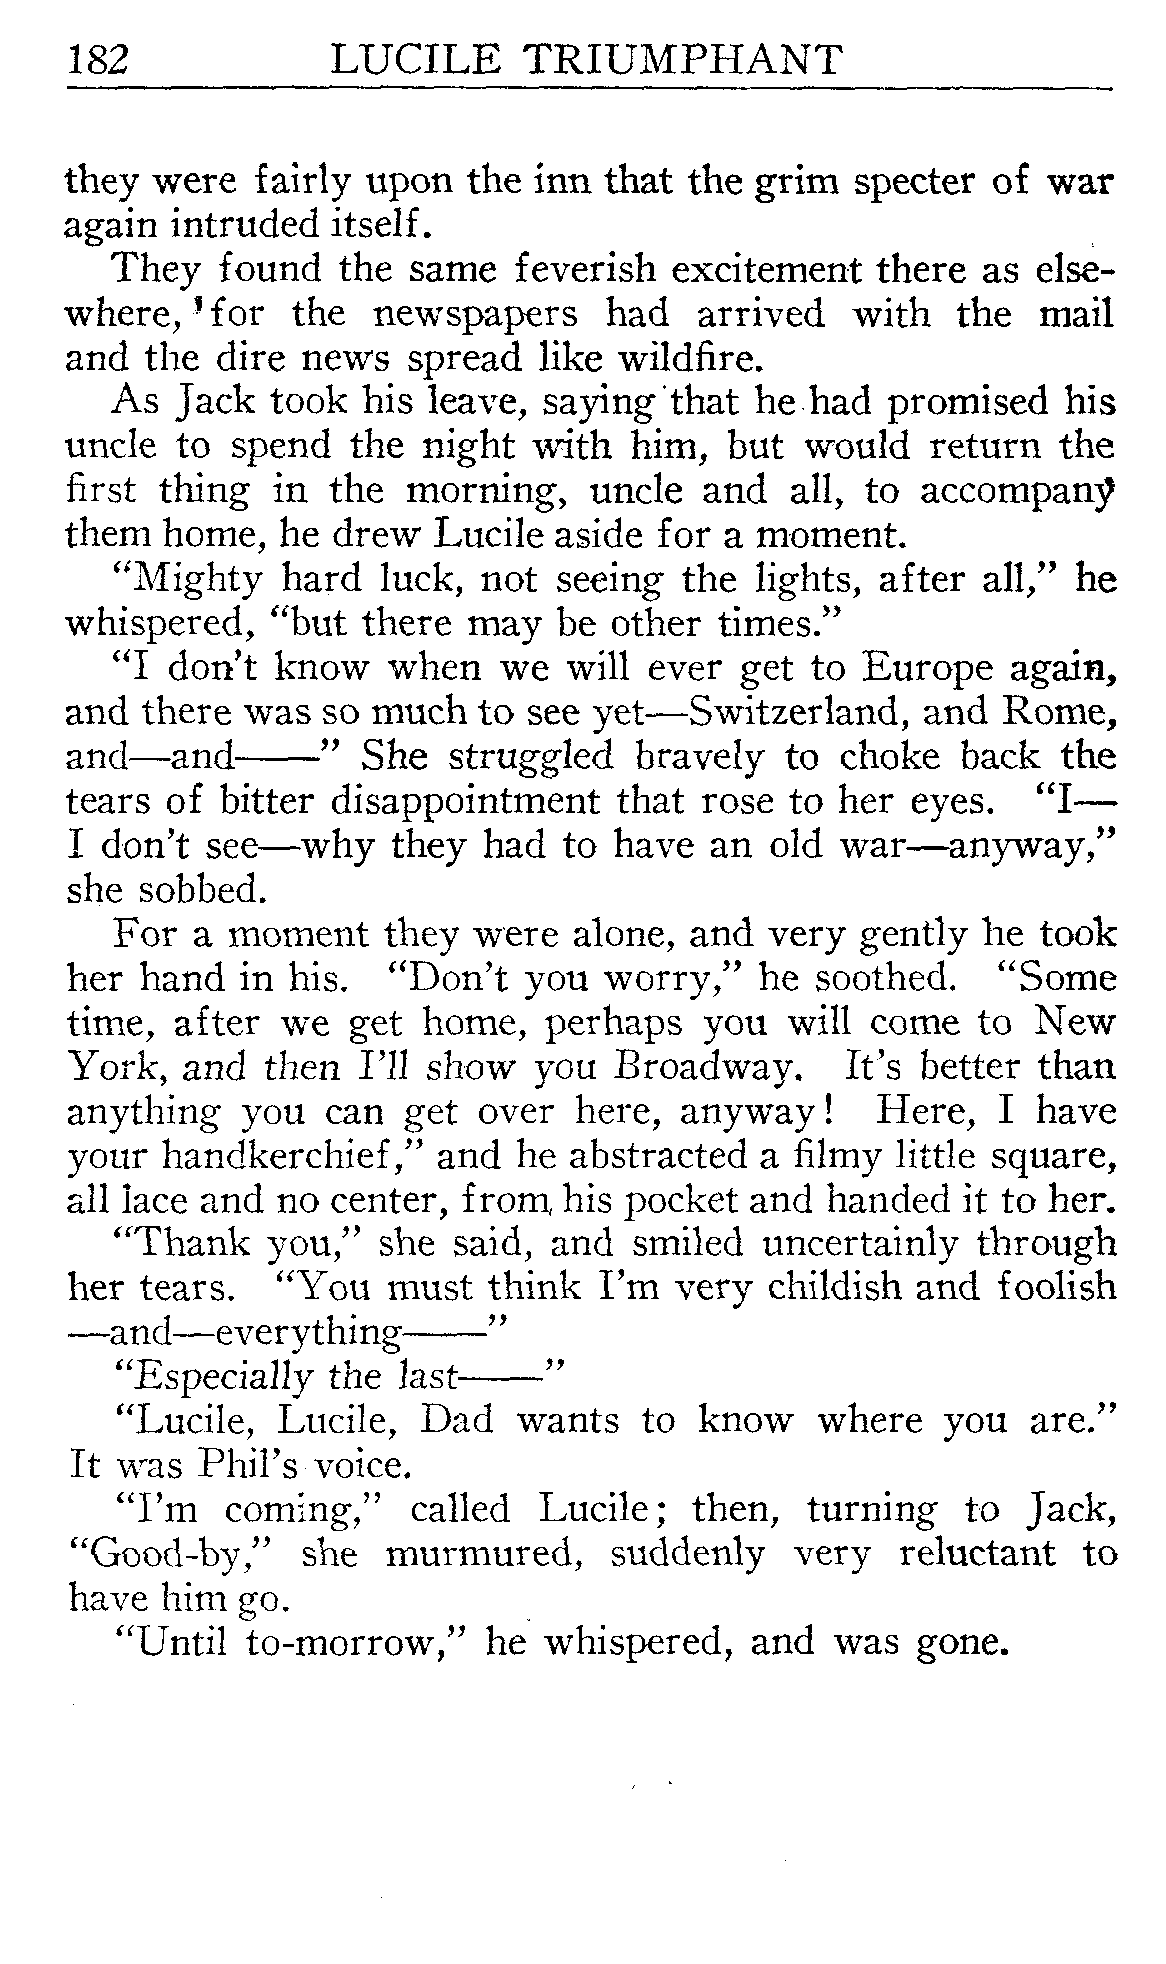 182 LUCILE TRIUMPHANT
they were fairly upon the inn that the grim specter of war
again intruded itself.
They found the same feverish excitement there as else-
where, for the newspapers had arrived with the mail
and the dire news spread like wildfire.
As Jack took his leave, saying that he had promised his
uncle to spend the night with him, but would return the
first thing in the morning, uncle and all, to accompany
them home, he drew Lucile aside for a moment.
“Mighty hard luck, not seeing the lights, after all,” he
whispered, “but there may be other times.”
“I don’t know when we will ever get to Europe again,
and there was so much to see yet—Switzerland, and Rome,
and—and——” She struggled bravely to choke back the
tears of bitter disappointment that rose to her eyes. “I—
I don’t see—why they had to have an old war—anyway,”
she sobbed.
For a moment they were alone, and very gently he took
her hand in his. “Don’t you worry,” he soothed. “Some
time, after we get home, perhaps you will come to New
York, and then I’ll show you Broadway. It’s better than
anything you can get over here, anyway! Here, I have
your handkerchief,” and he abstracted a filmy little square,
all lace and no center, from his pocket and handed it to her.
“Thank you,” she said, and smiled uncertainly through
her tears. “You must think I’m very childish and foolish
—and—everything——”
“Especially the last——”
“Lucile, Lucile, Dad wants to know where you are.”
It was Phil’s voice.
“I’m coming,” called Lucile; then, turning to Jack,
“Good-by,” she murmured, suddenly very reluctant to
have him go.
“Until to-morrow,” he whispered, and was gone.